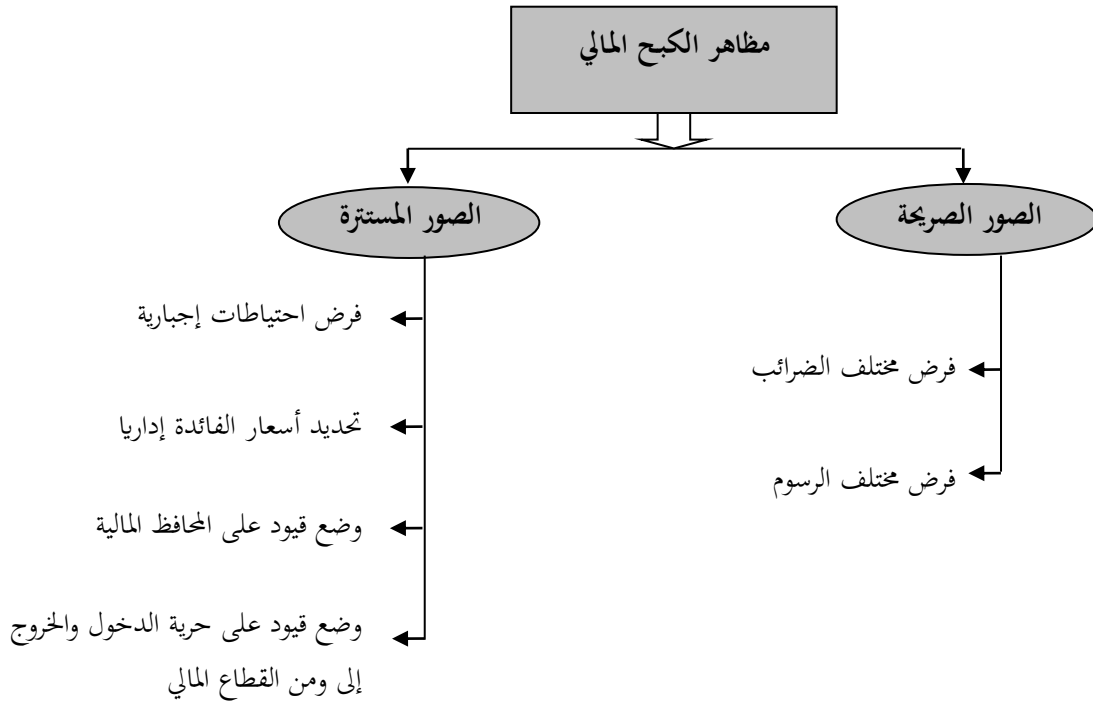 مظاهر الكبح المالي
الصور الصريحة
الصور المستترة
فرض مختلف الضرائب
فرض مختلف الرسوم
فرض احتياطات إجبارية
تحديد أسعار الفائدة إداريا
وضع قيود على المحافظ المالية
وضع قيود على حرية الدخول والخروج
إلى ومن القطاع المالي